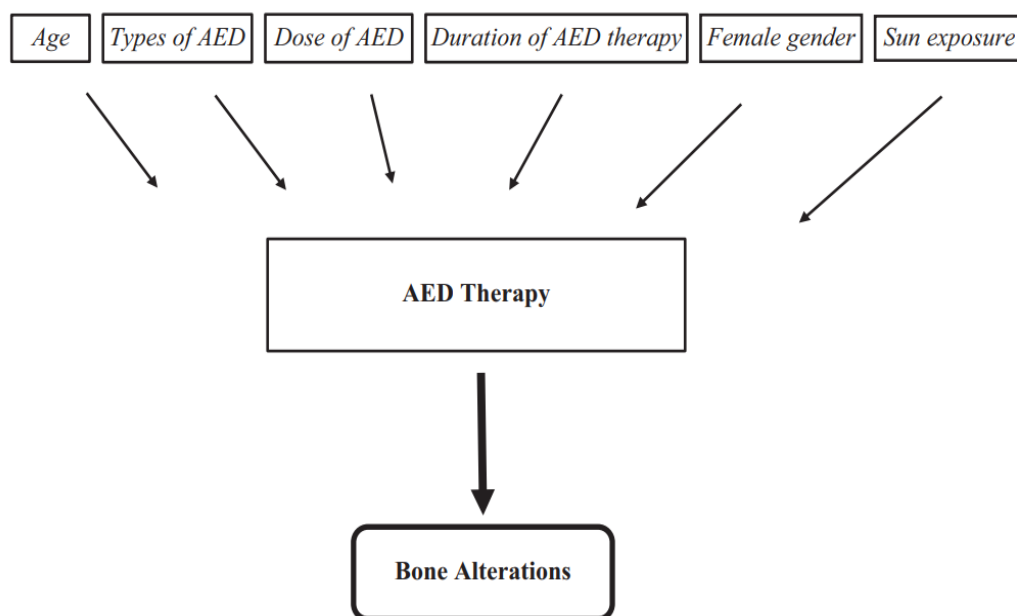 Age
Types of AED
Dose of AED
Duration of AED therapy
Female gender
Sun exposure
AED Therapy
Bone Alterations